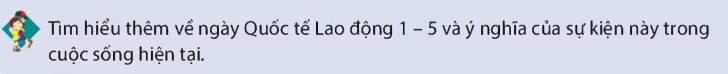 Tìm hiểu thêm về ngày Quốc tế Lao động 1 – 5 và ý nghĩa của sự kiện này trong
cuộc sống hiện tại.